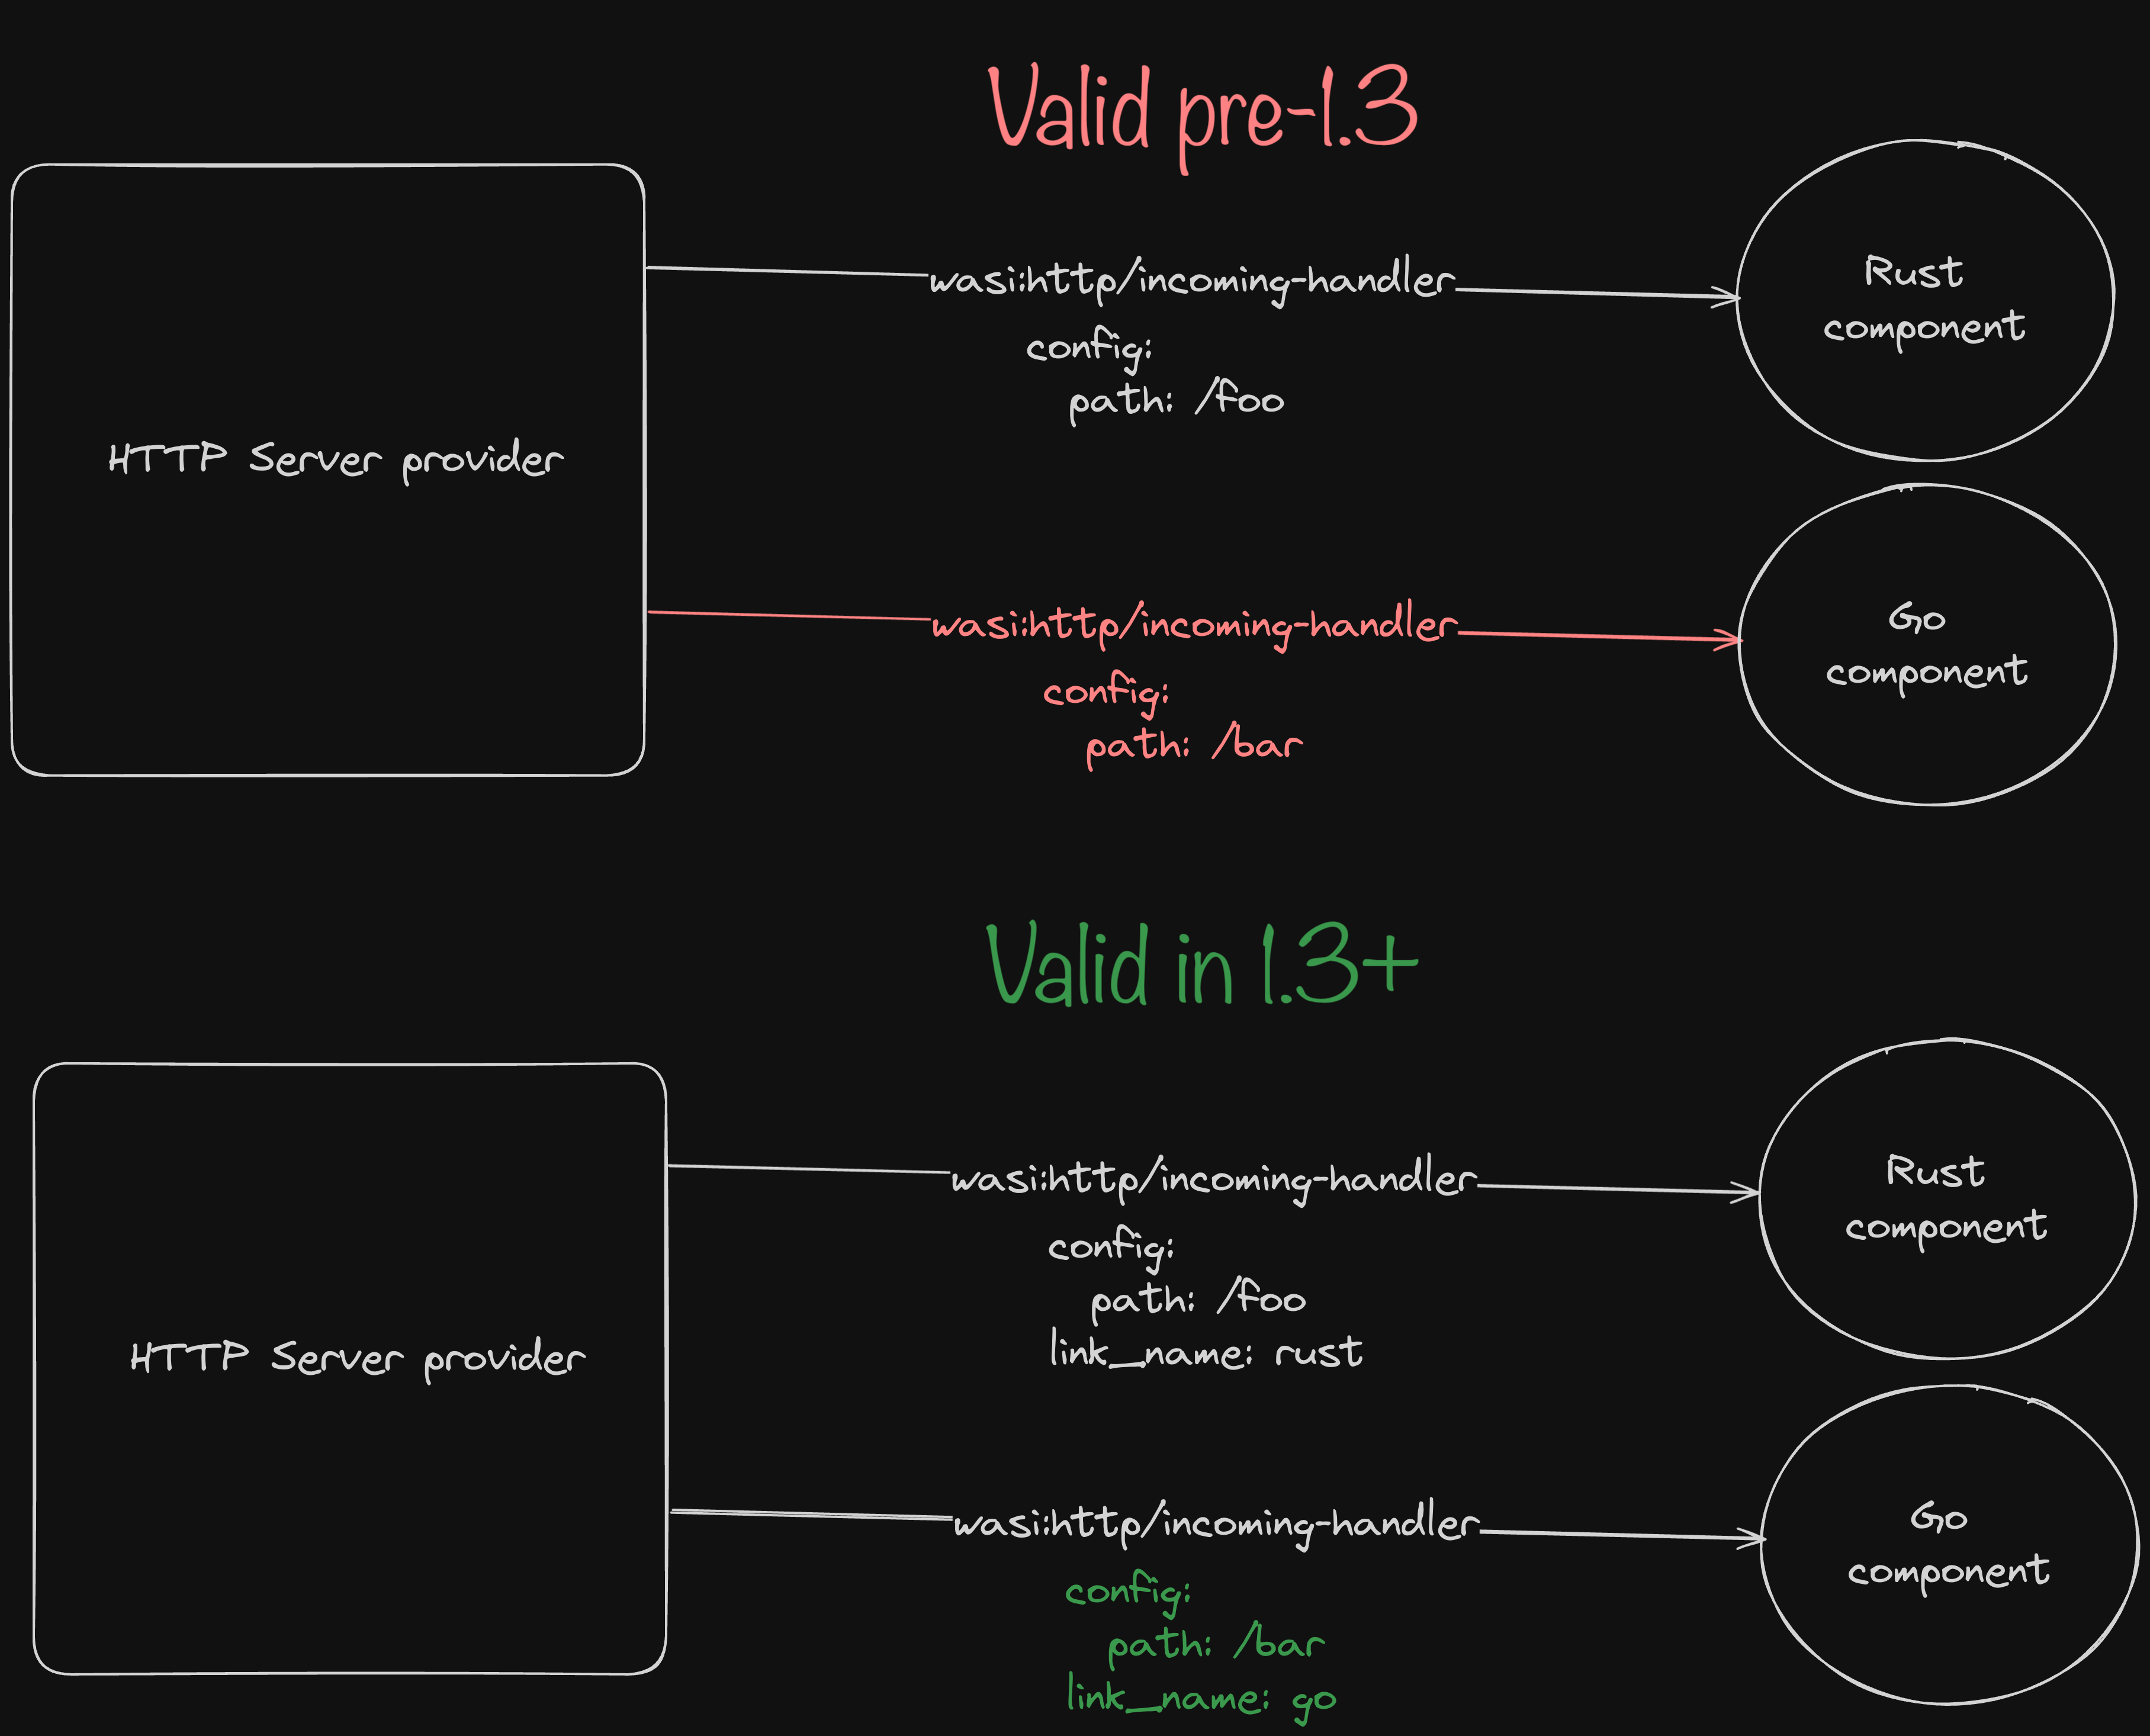 Valid pre-1.3
HTTP Server provider
wasi:http/incoming-handler
config:
path: /foo
Rust
component
wasi:http/incoming-handler
config:
path: /bar
Go
component
Valid in 1.3+
HTTP Server provider
wasi:http/incoming-handler
config:
path: /foo
link_name: rust
Rust
component
wasi:http/incoming-handler
config:
path: /bar
link_name: go
Go
component